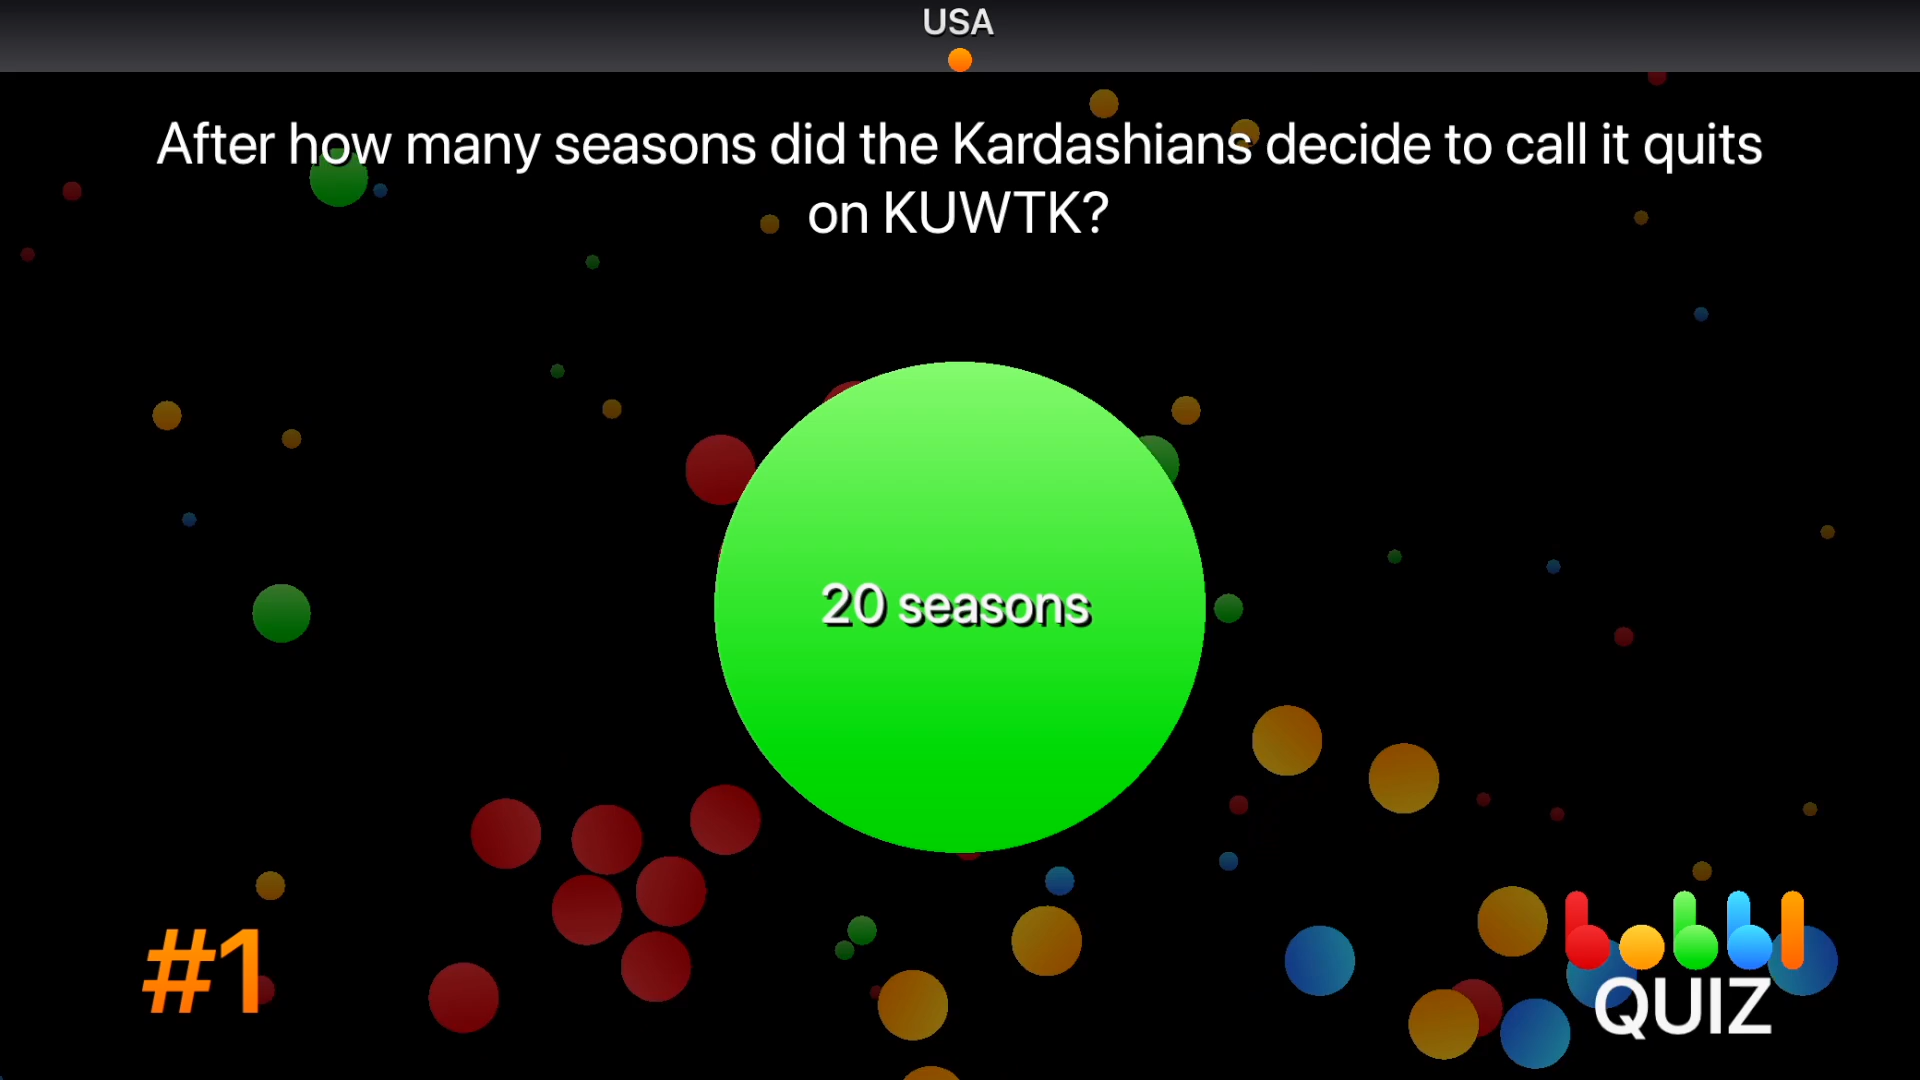 USA
After how many seasons did the Kardashians decide to call it quits
on KUWTK?
20 seasons
#1
bobbl
QUIZ